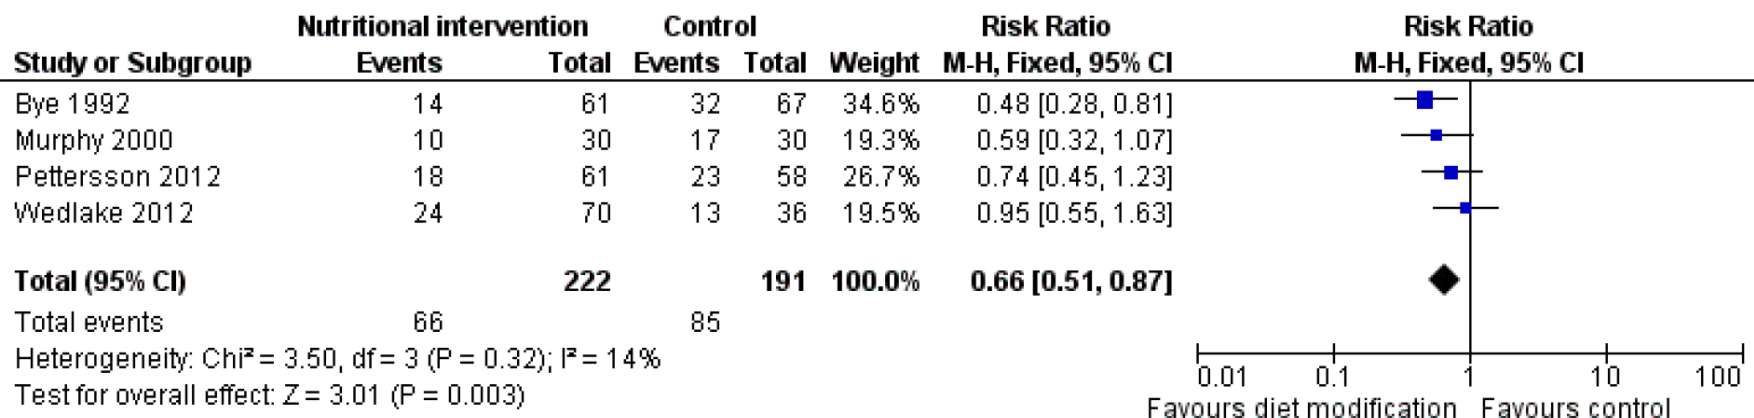 Nutritional intervention Control Risk Ratio Risk Ratio
Study or Subgroup Events Total Events Total Weight M-H, Fixed, 95% CI M-H, Fixed, 95% CI
Bye 1992 14 61 32 67 34.6% 0.48 [0.28, 0.81]
Murphy 2000 10 30 17 30 19.3% 0.59 [0.32, 1.07]
Pettersson 2012 18 61 23 58 26.7% 0.74 [0.45, 1.23]
Wedlake 2012 24 70 13 36 19.5% 0.95 [0.55, 1.63]
Total (95% CI) 222 191 100.0% 0.66 [0.51, 0.87]
Total events 66 85
Heterogeneity: Chi² = 3.50, df = 3 (P = 0.32); I² = 14%
Test for overall effect: Z = 3.01 (P = 0.003)
0.01 0.1 1 10 100
Favours diet modification Favours control